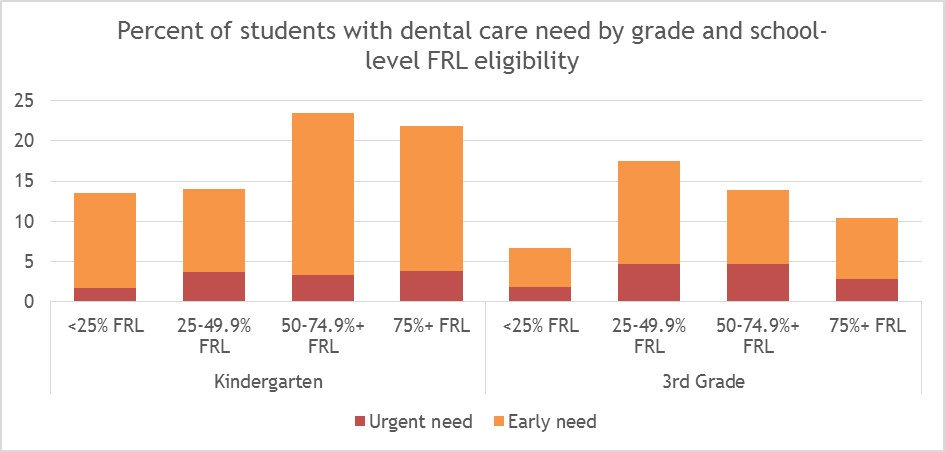 Percent of students with dental care need by grade and school-
level FRL eligibility
25
20
15
10
5
0
<25% FRL
25-49.9%
FRL
50-74.9%+
FRL
75%+ FRL
<25% FRL
25-49.9%
FRL
50-74.9%+
FRL
75%+ FRL
Kindergarten
3rd Grade
Urgent need
Early need